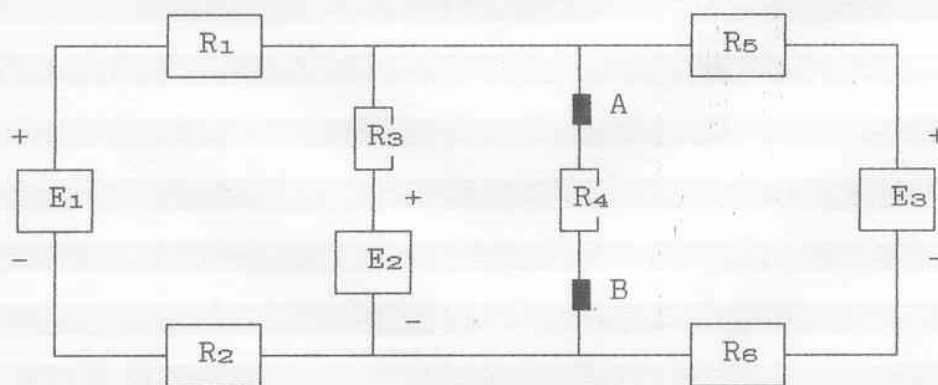 R₁ R₅
A
+ R₃ +
E₁ + R₄ E₃
- E₂ B -
-
R₂ R₆